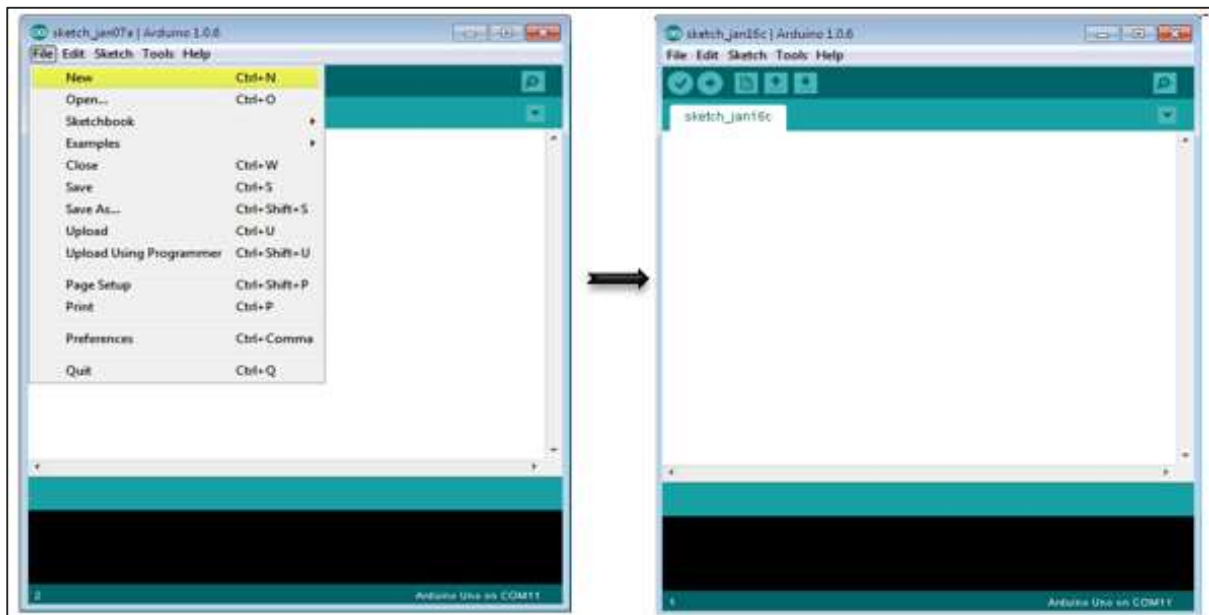 sketch_jan07a | Arduino 1.0.6
File Edit Sketch Tools Help
New Ctrl+N
Open... Ctrl+O
Sketchbook
Examples
Close Ctrl+W
Save Ctrl+S
Save As... Ctrl+Shift+S
Upload Ctrl+U
Upload Using Programmer Ctrl+Shift+U
Page Setup Ctrl+Shift+P
Print Ctrl+P
Preferences Ctrl+Comma
Quit Ctrl+Q
2 Arduino Uno on COM11
sketch_jan16c | Arduino 1.0.6
File Edit Sketch Tools Help
sketch_jan16c
1 Arduino Uno on COM11